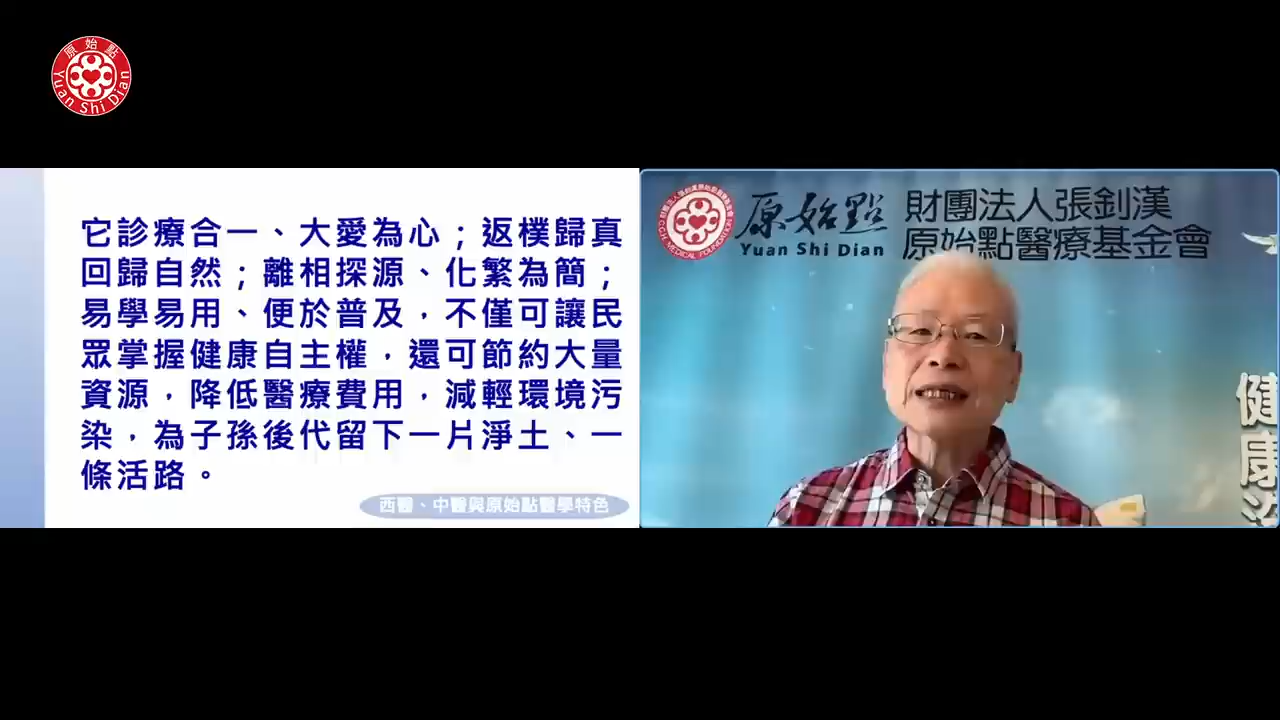 原始點
Yuan Shi Dian
它診療合一、大愛為心；返樸歸真
回歸自然；離相探源、化繁為簡；
易學易用、便於普及，不僅可讓民
眾掌握健康自主權，還可節約大量
資源，降低醫療費用，減輕環境污
染，為子孫後代留下一片淨土、一
條活路。
西醫、中醫與原始點醫學特色
原始點
Yuan Shi Dian
財團法人張釗漢
原始點醫療基金會
健康